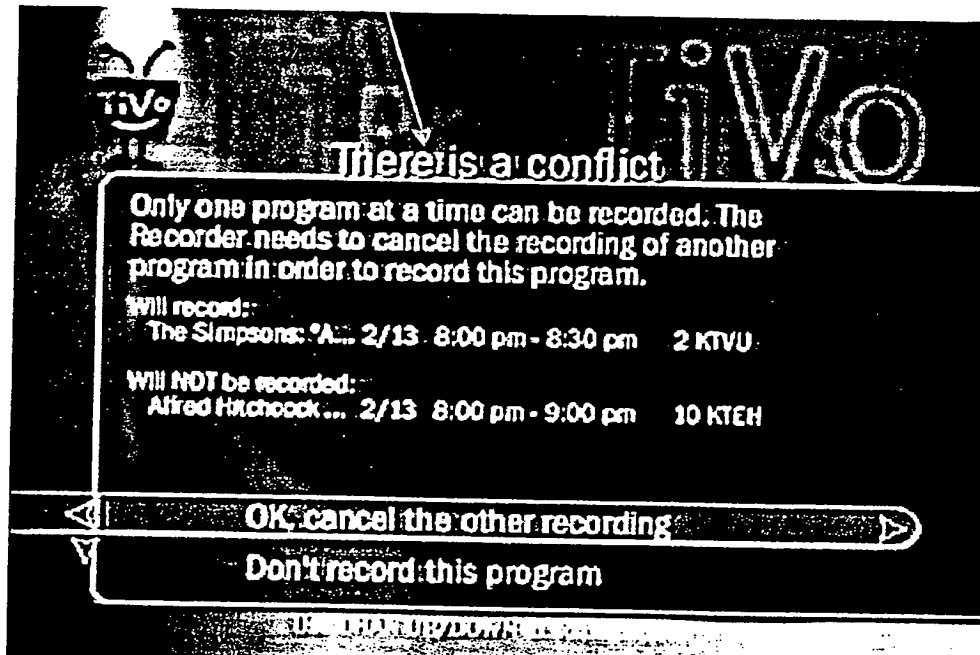 TiVo
TiVo
There is a conflict
Only one program at a time can be recorded. The
Recorder needs to cancel the recording of another
program in order to record this program.
Will record:
The Simpsons: "A... 2/13 8:00 pm - 8:30 pm 2 KTVU
Will NOT be recorded:
Alfred Hitchcock ... 2/13 8:00 pm - 9:00 pm 10 KTEH
OK, cancel the other recording
Don't record this program